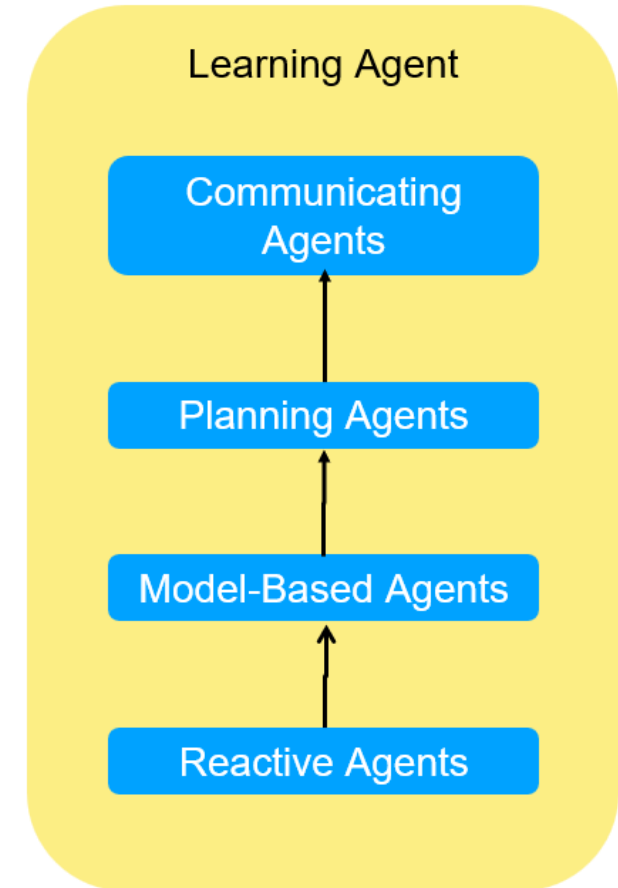 Learning Agent
Communicating
Agents
Planning Agents
Model-Based Agents
Reactive Agents